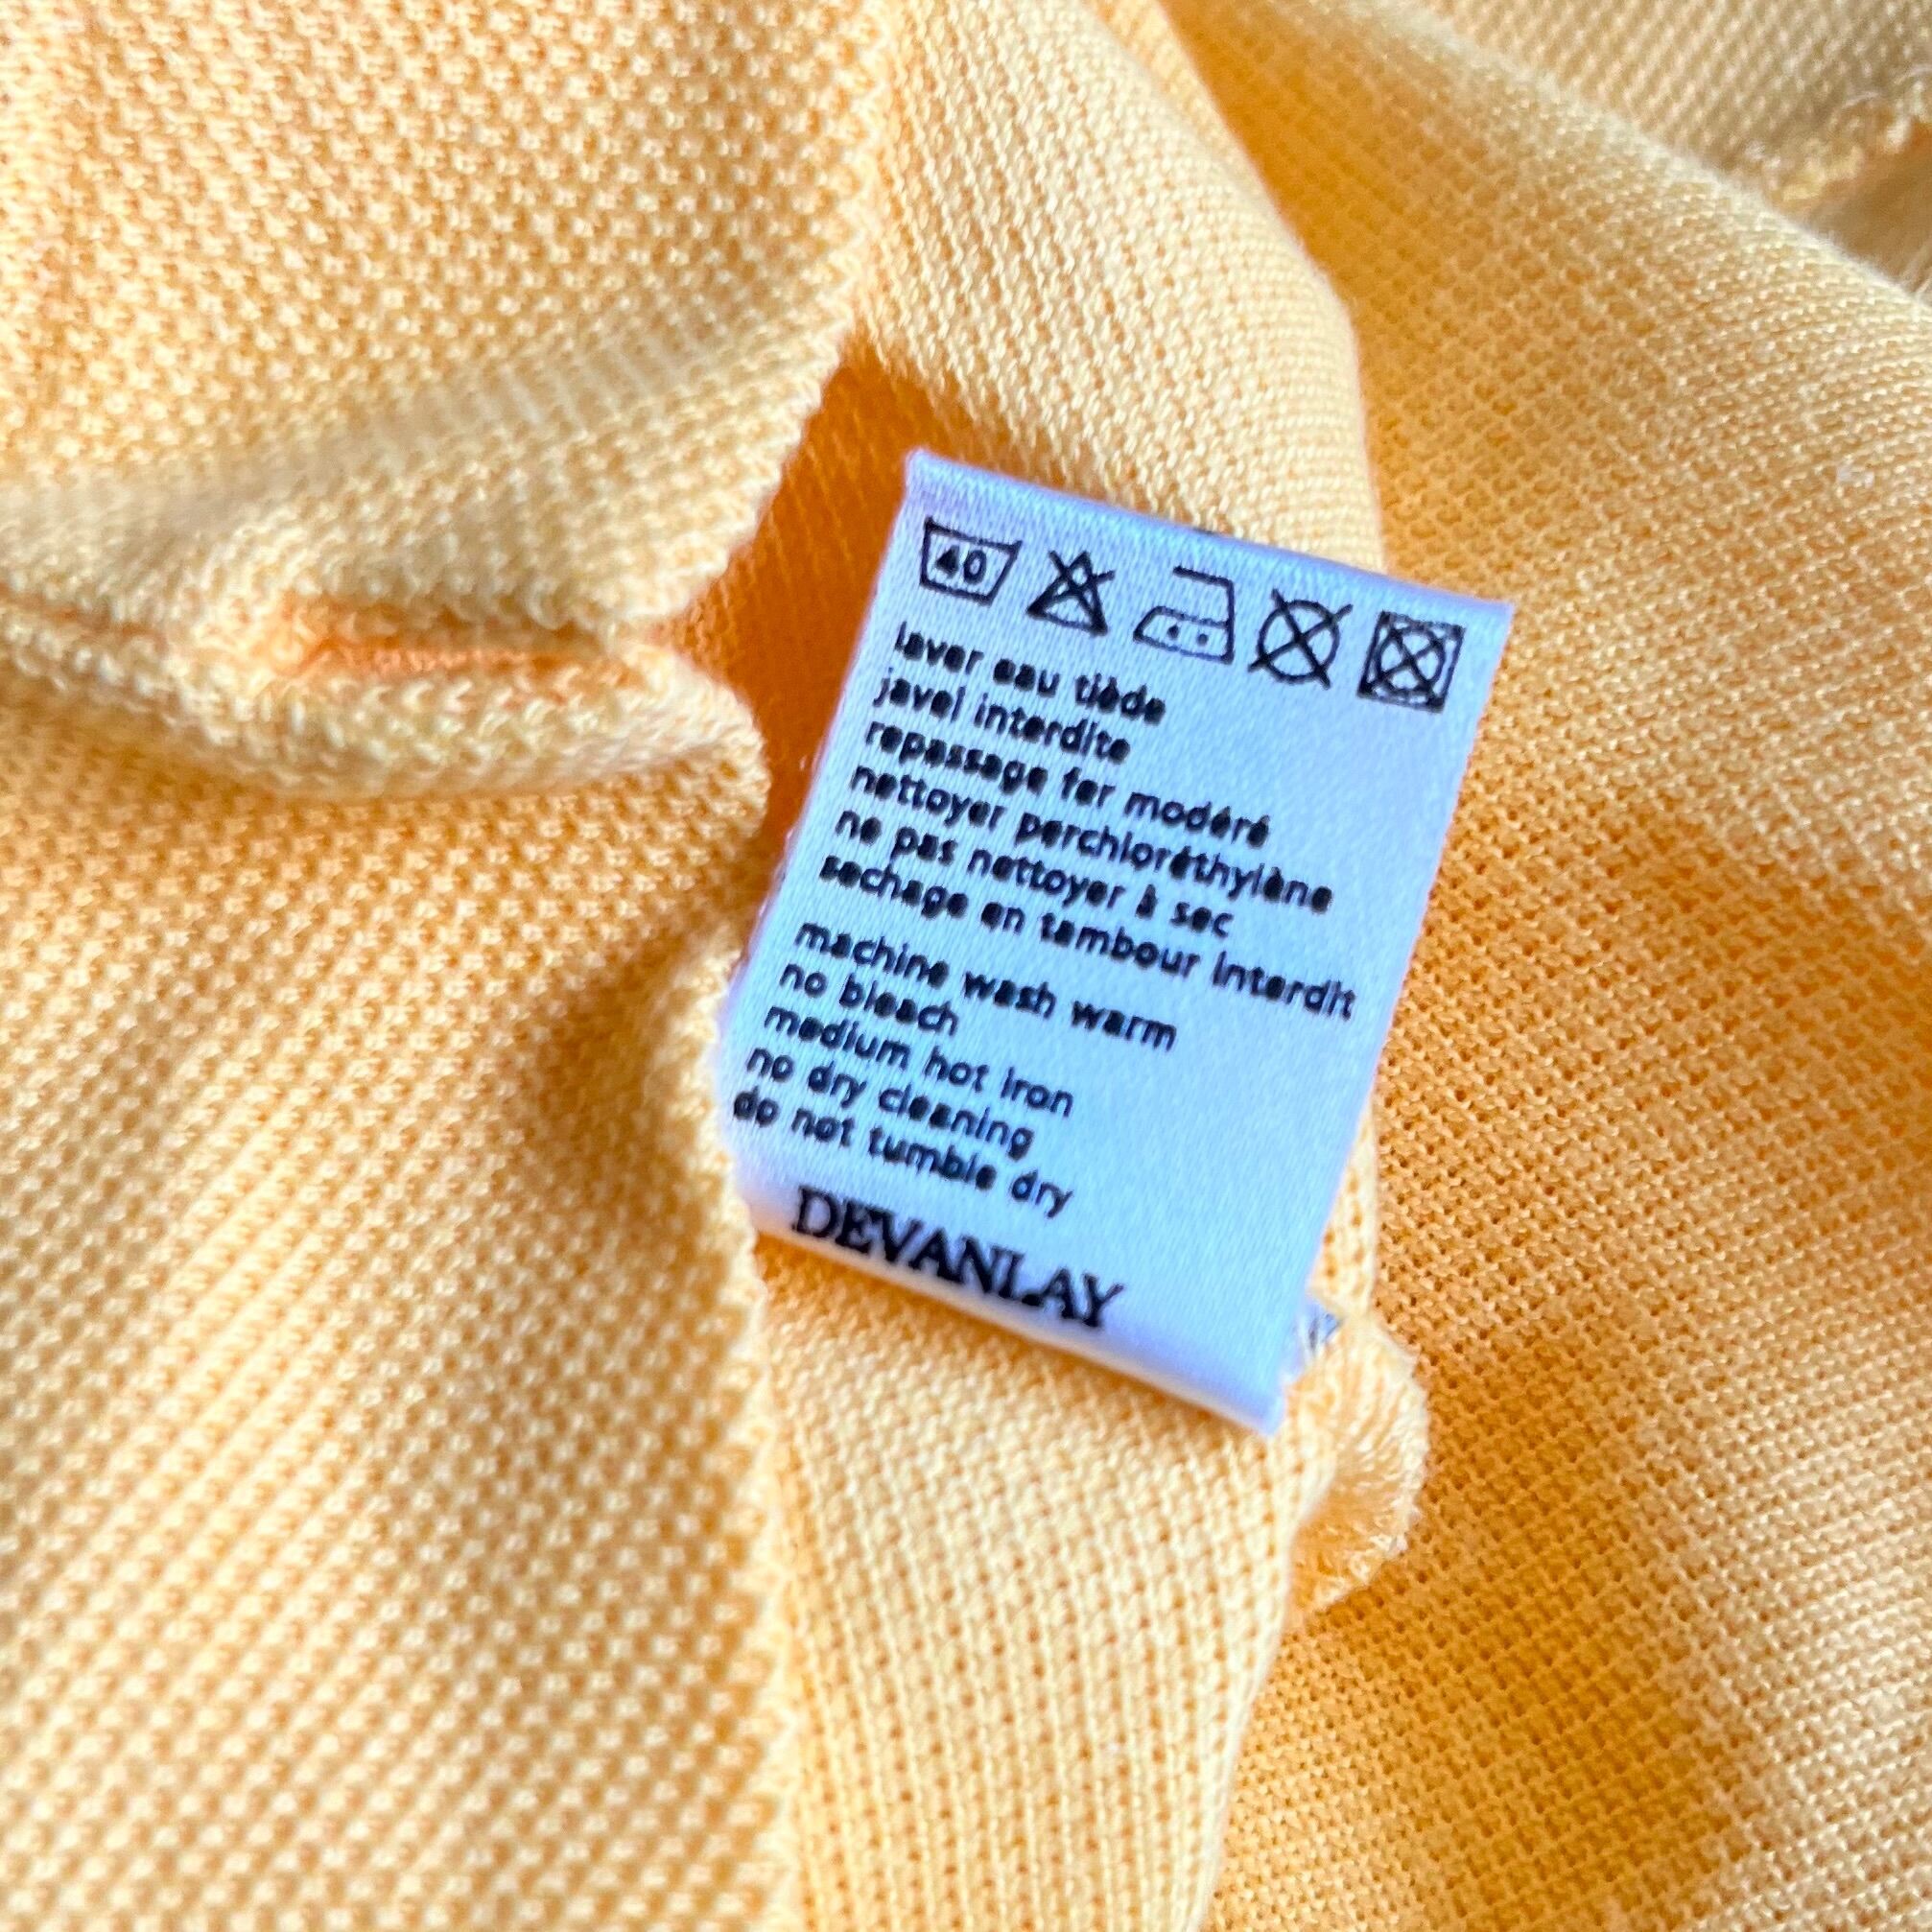 40
laver eau tiède
javel interdite
repassage fer modéré
nettoyer perchloréthylène
ne pas nettoyer à sec
sechage en tambour interdit
machine wash warm
no bleach
medium hot iron
no dry cleaning
do not tumble dry
DEVANLAY